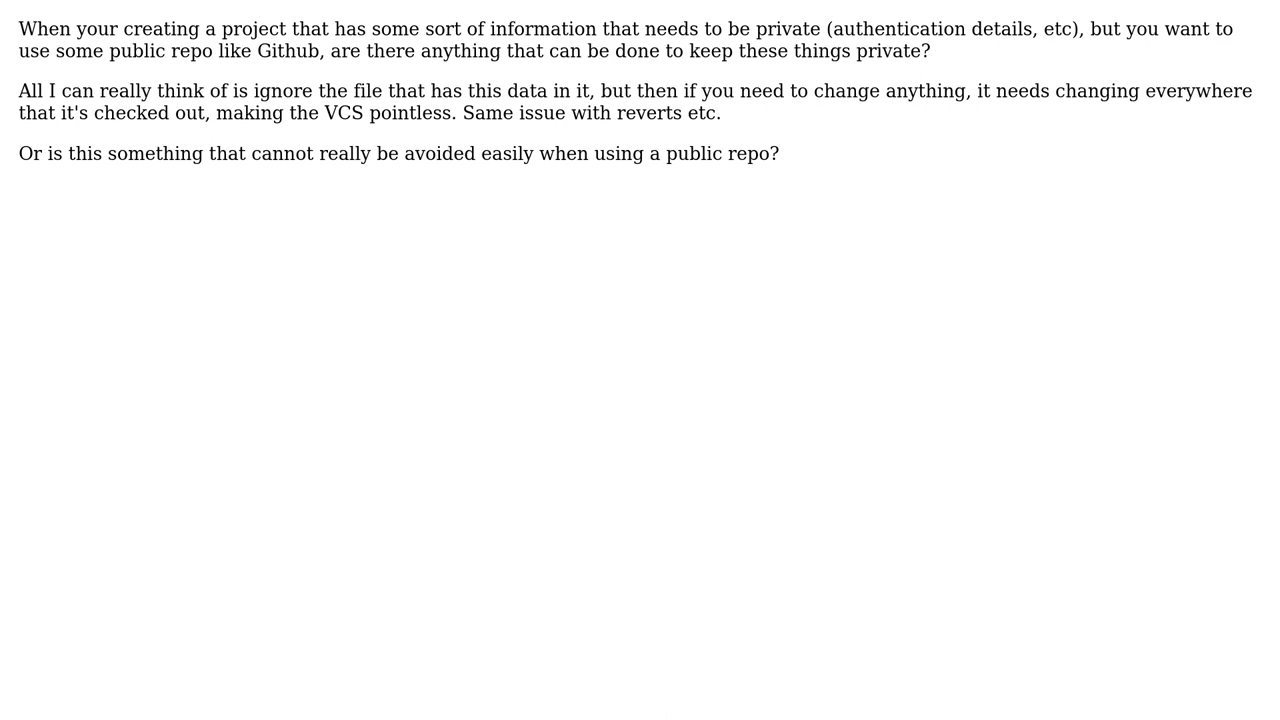 When your creating a project that has some sort of information that needs to be private (authentication details, etc), but you want to
use some public repo like Github, are there anything that can be done to keep these things private?
All I can really think of is ignore the file that has this data in it, but then if you need to change anything, it needs changing everywhere
that it's checked out, making the VCS pointless. Same issue with reverts etc.
Or is this something that cannot really be avoided easily when using a public repo?